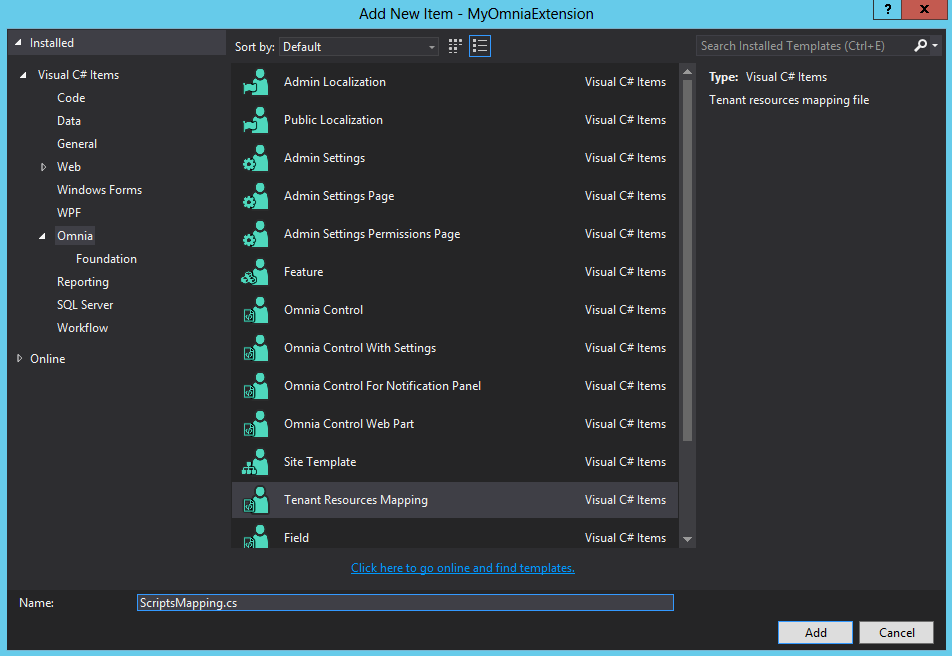 Add New Item - MyOmniaExtension
?
x
Installed
Sort by: Default
Search Installed Templates (Ctrl+E)
Visual C# Items
Code
Data
General
Web
Windows Forms
WPF
Omnia
Foundation
Reporting
SQL Server
Workflow
Online
Admin Localization Visual C# Items
Public Localization Visual C# Items
Admin Settings Visual C# Items
Admin Settings Page Visual C# Items
Admin Settings Permissions Page Visual C# Items
Feature Visual C# Items
Omnia Control Visual C# Items
Omnia Control With Settings Visual C# Items
Omnia Control For Notification Panel Visual C# Items
Omnia Control Web Part Visual C# Items
Site Template Visual C# Items
Tenant Resources Mapping Visual C# Items
Field Visual C# Items
Type: Visual C# Items
Tenant resources mapping file
Click here to go online and find templates.
Name: ScriptsMapping.cs
Add Cancel